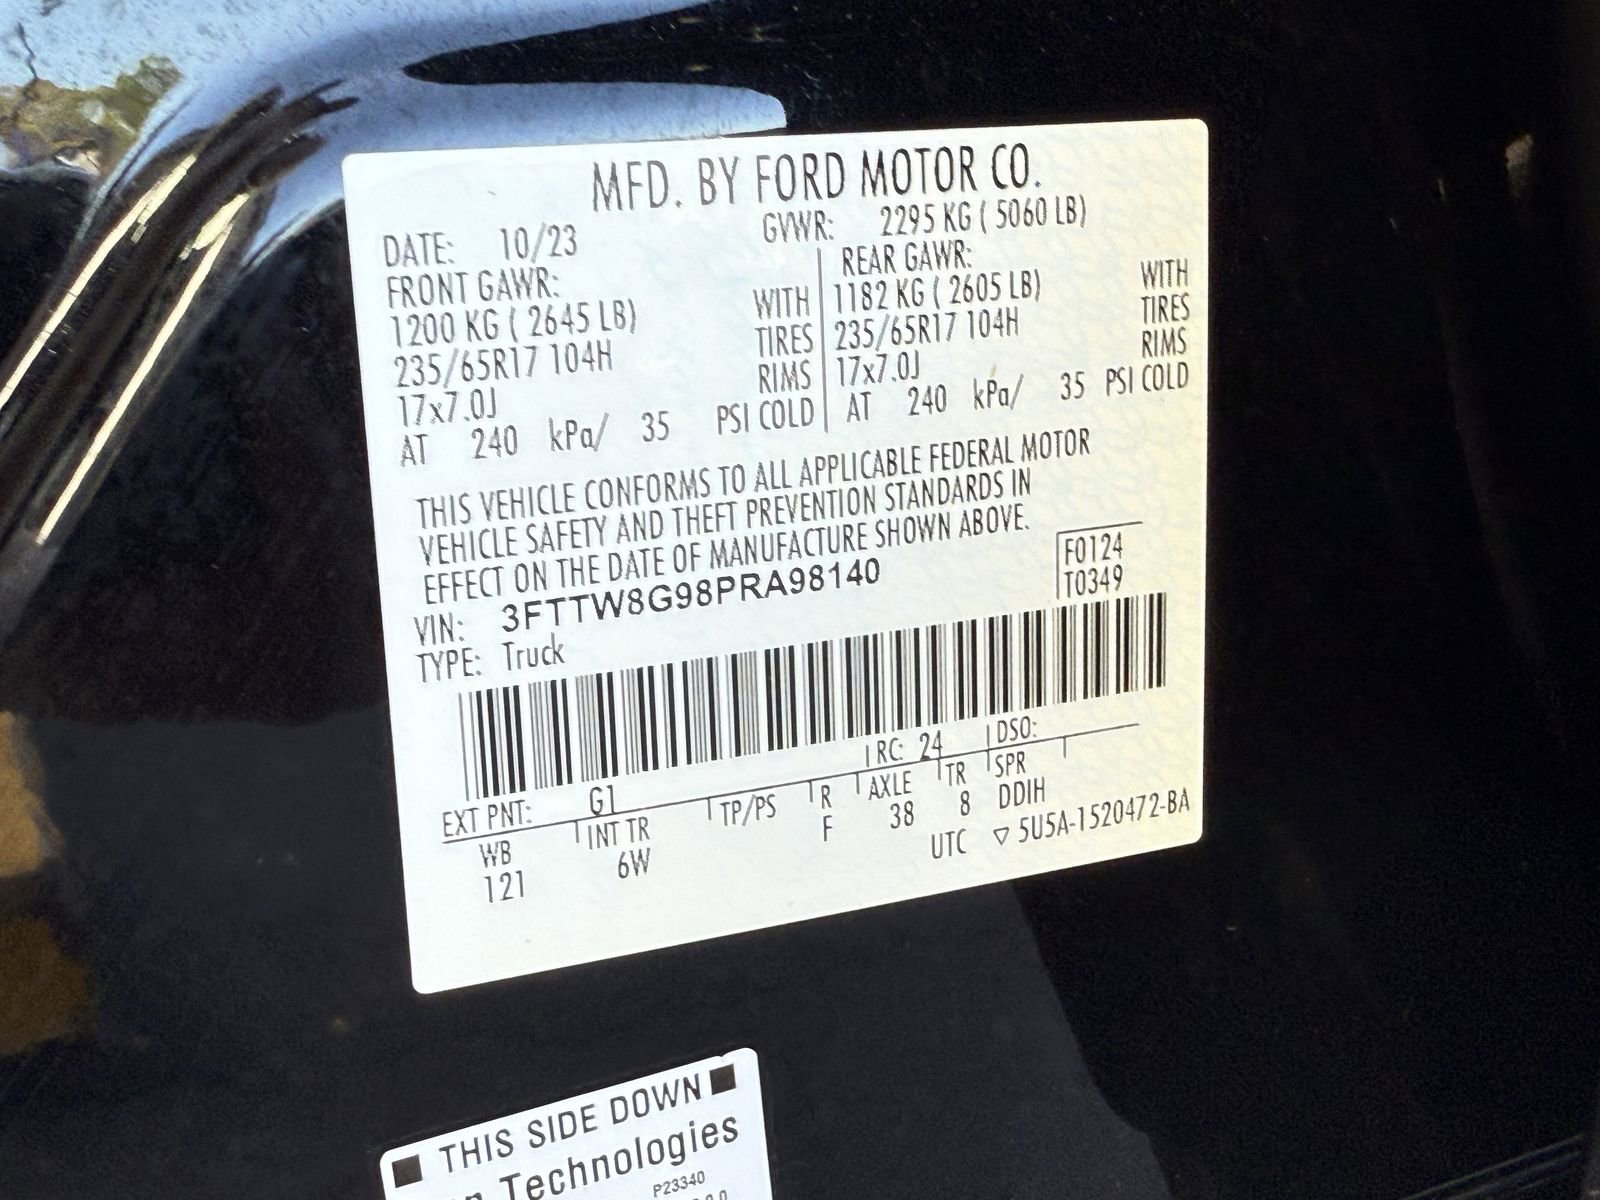 MFD. BY FORD MOTOR CO.
DATE: 10/23 GVWR: 2295 KG ( 5060 LB)
FRONT GAWR: REAR GAWR:
1200 KG ( 2645 LB) WITH 1182 KG ( 2605 LB) WITH
235/65R17 104H TIRES 235/65R17 104H TIRES
17x7.0J RIMS 17x7.0J RIMS
AT 240 kPa/ 35 PSI COLD AT 240 kPa/ 35 PSI COLD
THIS VEHICLE CONFORMS TO ALL APPLICABLE FEDERAL MOTOR
VEHICLE SAFETY AND THEFT PREVENTION STANDARDS IN
EFFECT ON THE DATE OF MANUFACTURE SHOWN ABOVE.
F0124
T0349
VIN: 3FTTW8G98PRA98140
TYPE: Truck
EXT PNT: G1 RC: 24 DSO:
WB INT TR TP/PS R AXLE TR SPR
121 6W F 38 8 DDIH
UTC ▽ 5U5A-1520472-BA
■ THIS SIDE DOWN ■
Technologies
P23340